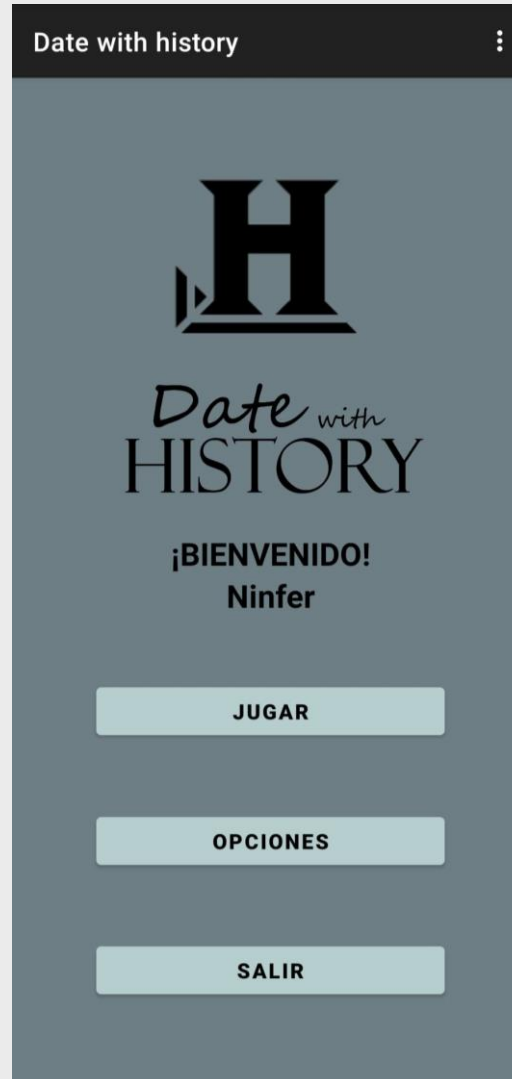 Date with history
H
Date with
HISTORY
¡BIENVENIDO!
Ninfer
JUGAR
OPCIONES
SALIR